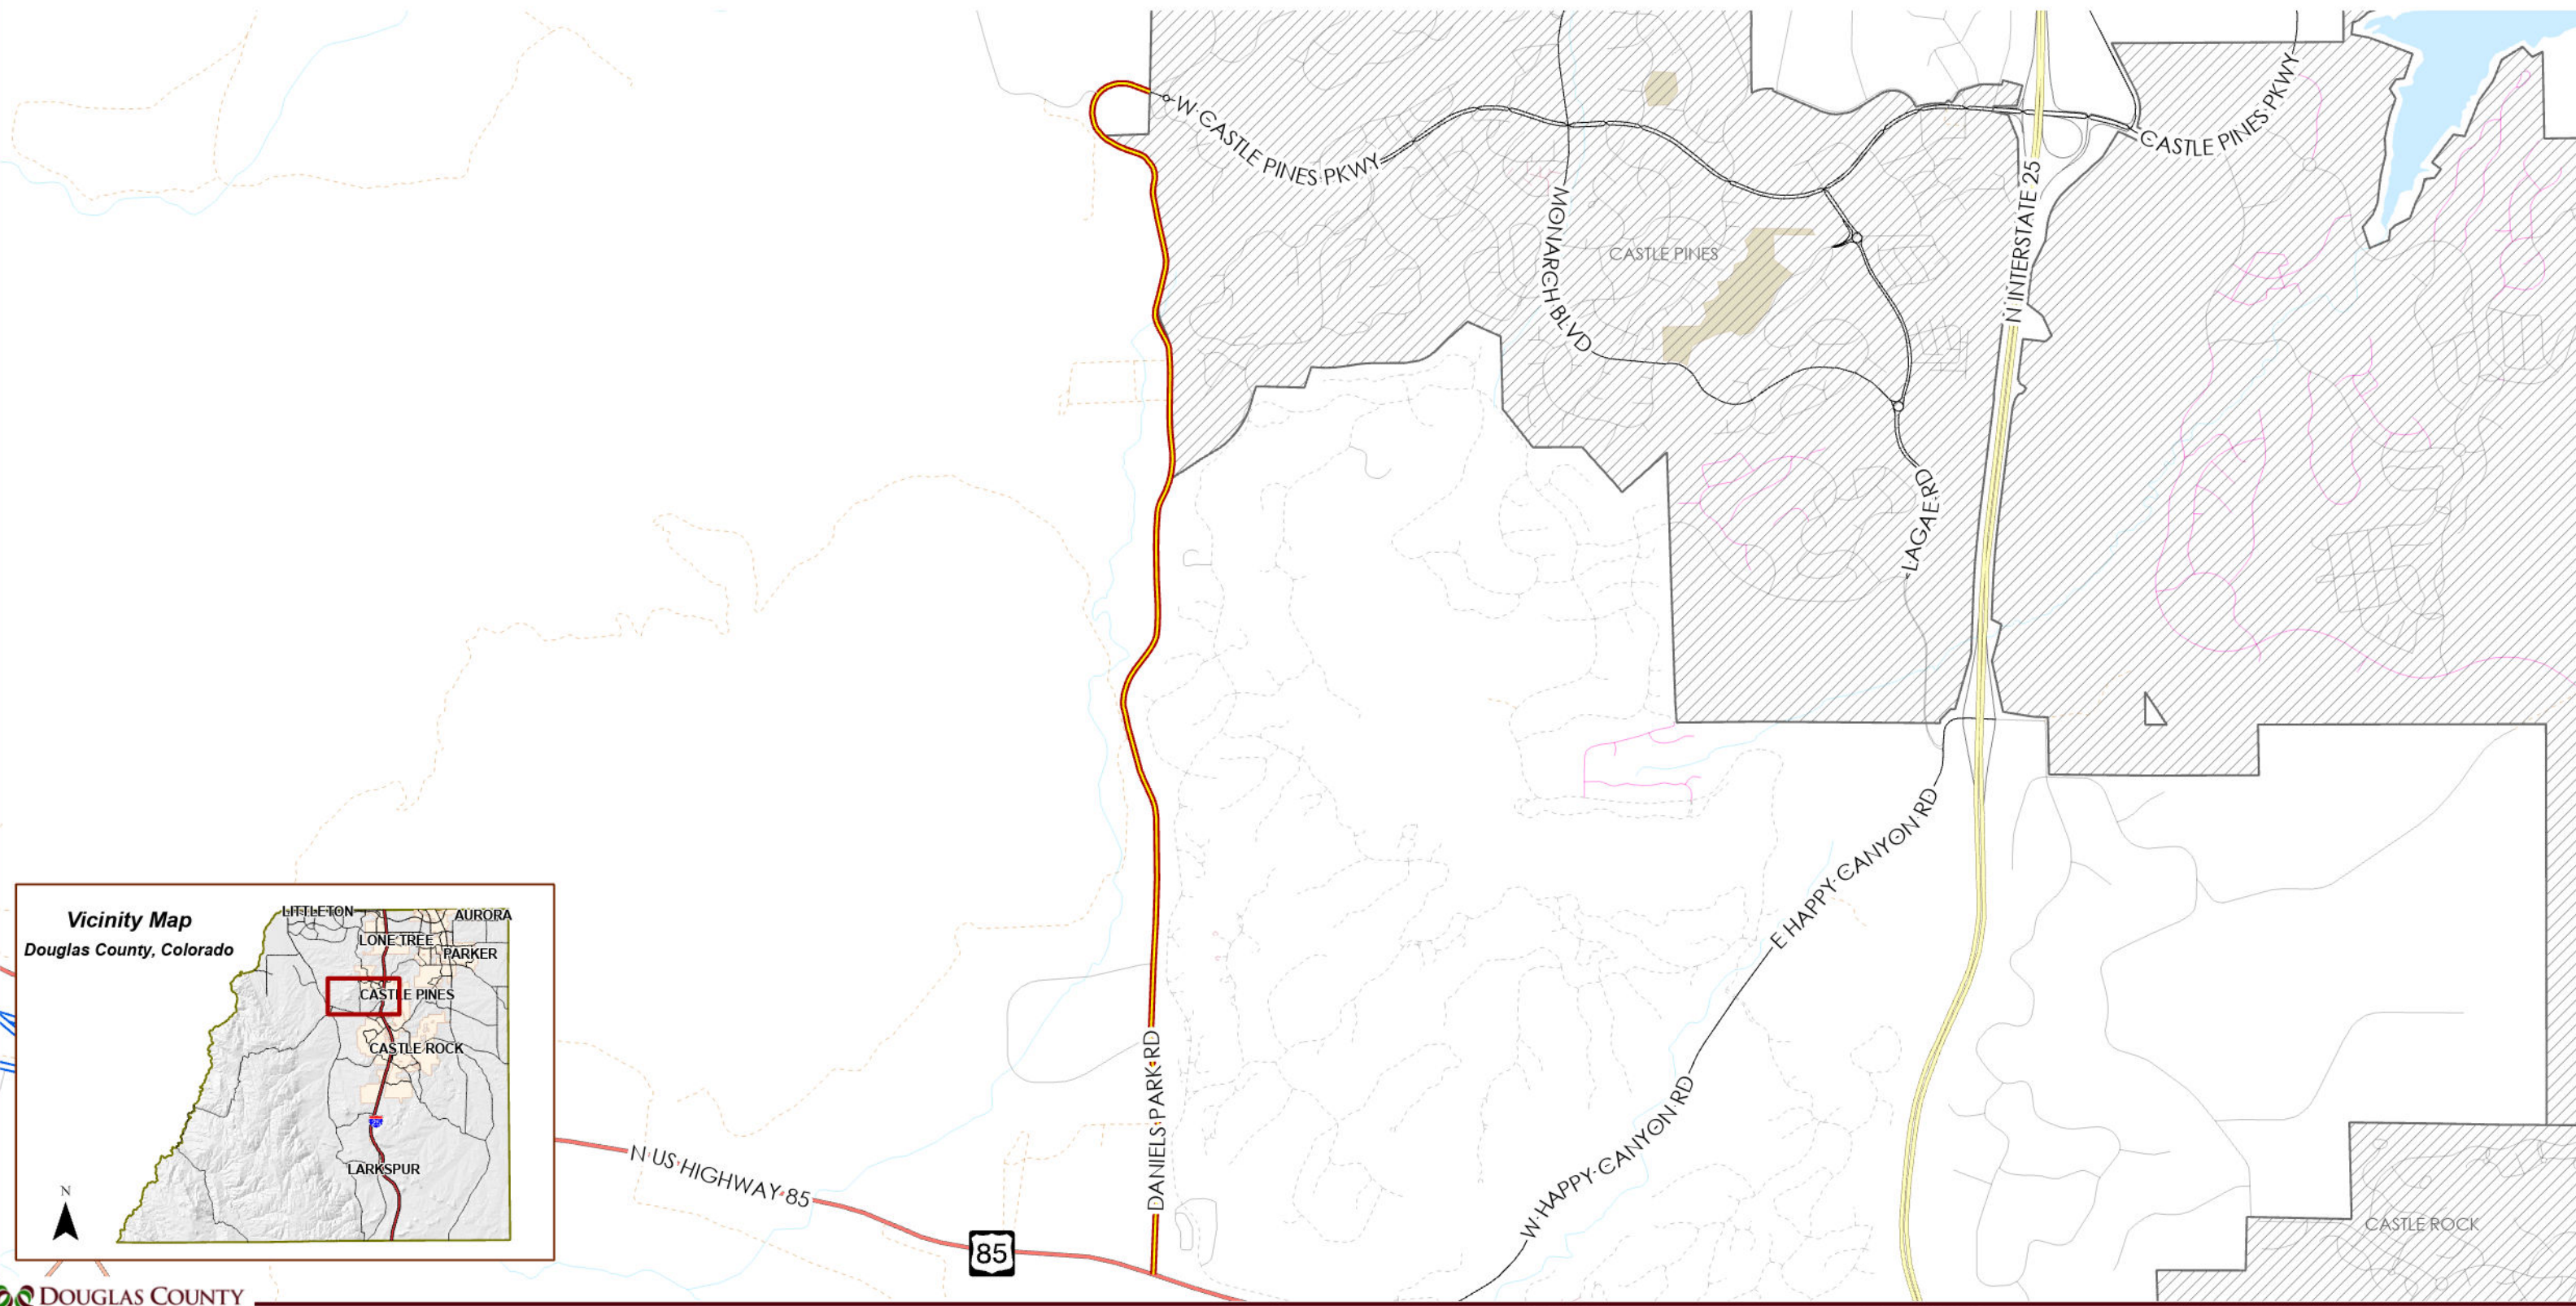 W CASTLE PINES PKWY
CASTLE PINES PKWY
N INTERSTATE 25
MONARCH BLVD
CASTLE PINES
LAGAE RD
E HAPPY CANYON RD
W HAPPY CANYON RD
DANIELS PARK RD
N US HIGHWAY 85
85
CASTLE ROCK
Vicinity Map
Douglas County, Colorado
LITTLETON
AURORA
LONE TREE
PARKER
CASTLE PINES
CASTLE ROCK
25
LARKSPUR
N
DOUGLAS COUNTY